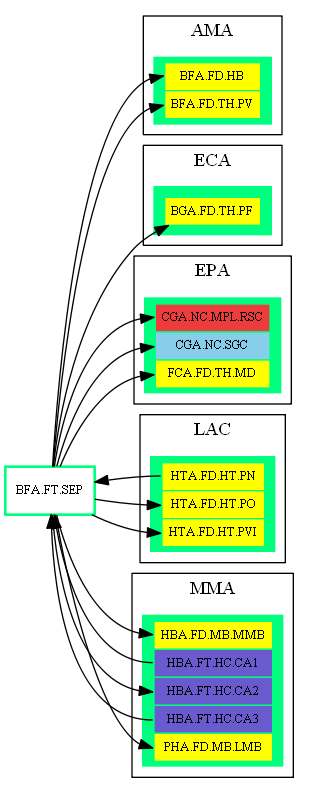 AMA
BFA.FD.HB
BFA.FD.TH.PV
ECA
BGA.FD.TH.PF
EPA
CGA.NC.MPL.RSC
CGA.NC.SGC
FCA.FD.TH.MD
LAC
BFA.FT.SEP
HTA.FD.HT.PN
HTA.FD.HT.PO
HTA.FD.HT.PVI
MMA
HBA.FD.MB.MMB
HBA.FT.HC.CA1
HBA.FT.HC.CA2
HBA.FT.HC.CA3
PHA.FD.MB.LMB